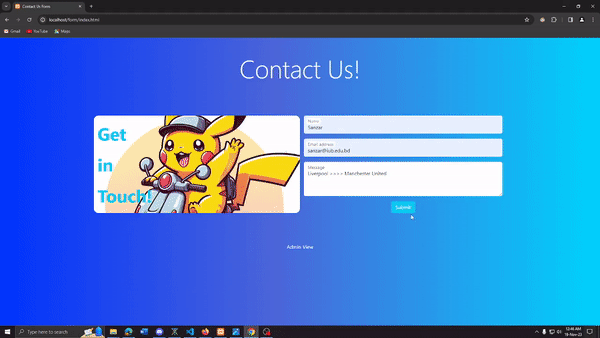 Contact Us Form
localhost/form/index.html
Gmail
YouTube
Maps
Contact Us!
Get
in
Touch!
Name
Sanzar
Email address
sanzar@iub.edu.bd
Message
Liverpool >>>> Manchester United
Submit
Admin View
Type here to search
12:46 AM
19-Nov-23